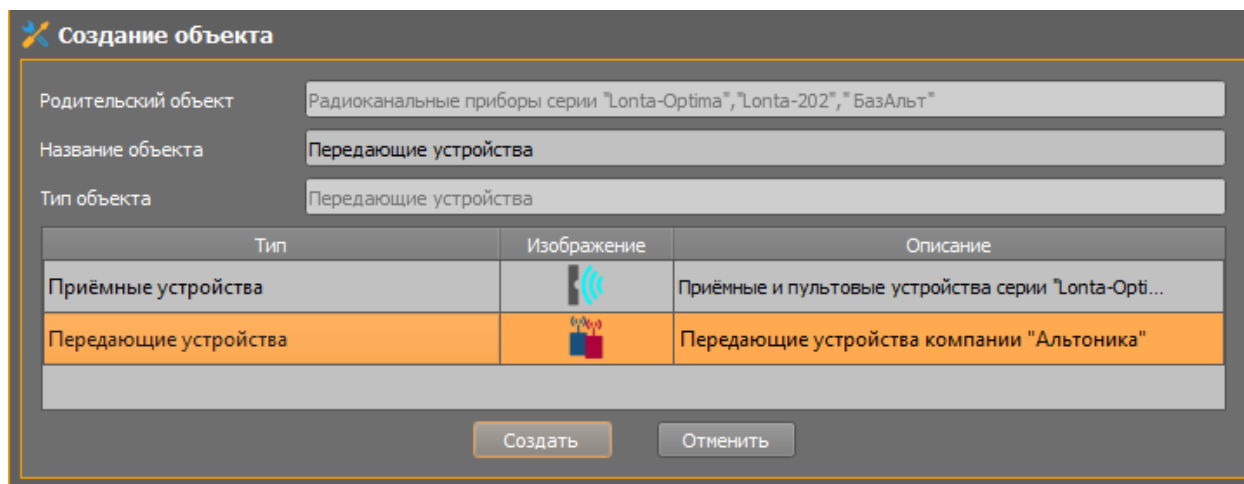 Создание объекта
Родительский объект Радиоканальные приборы серии "Lonta-Optima","Lonta-202"," БазАльт"
Название объекта Передающие устройства
Тип объекта Передающие устройства
Тип Изображение Описание
Приёмные устройства Приёмные и пультовые устройства серии "Lonta-Opti...
Передающие устройства Передающие устройства компании "Альтоника"
Создать Отменить